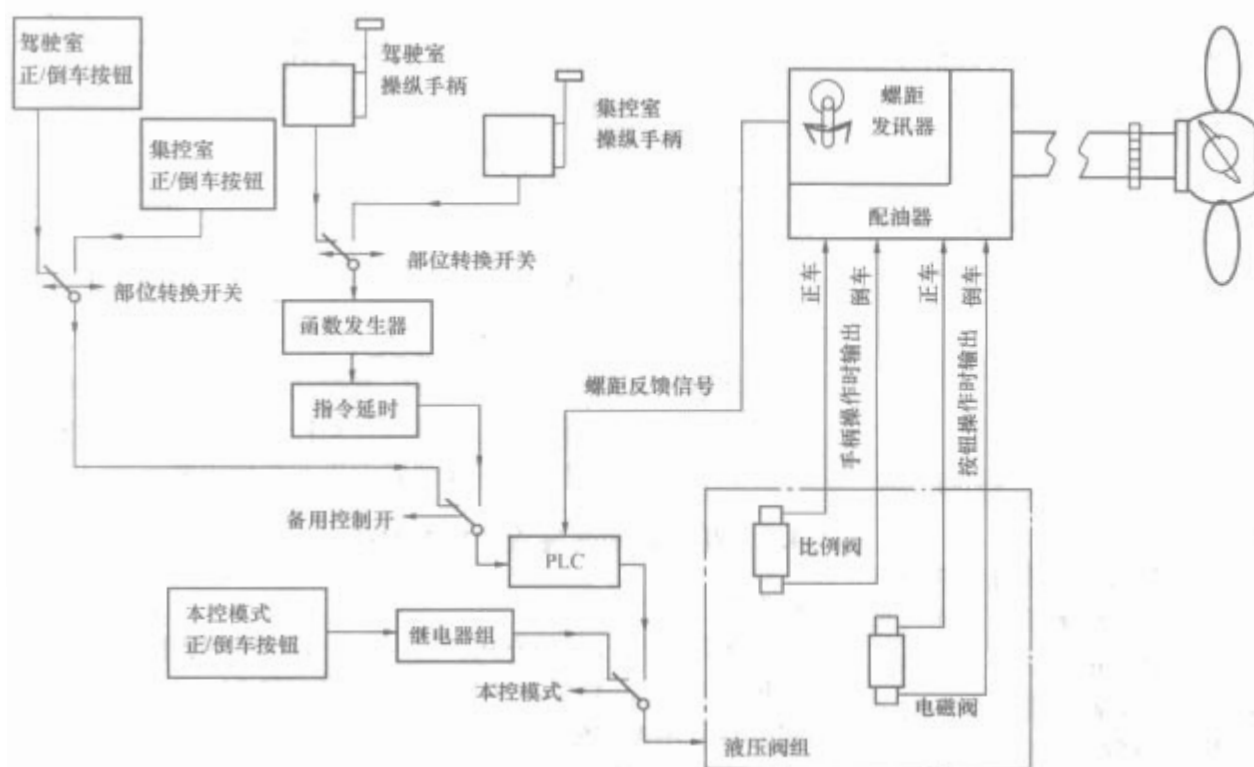 驾驶室
正/倒车按钮
驾驶室
操纵手柄
集控室
操纵手柄
集控室
正/倒车按钮
螺距
发讯器
配油器
部位转换开关
部位转换开关
正车
倒车
正车
倒车
函数发生器
指令延时
螺距反馈信号
手柄操作时输出
按钮操作时输出
备用控制开
PLC
比例阀
本控模式
正/倒车按钮
继电器组
本控模式
电磁阀
液压阀组